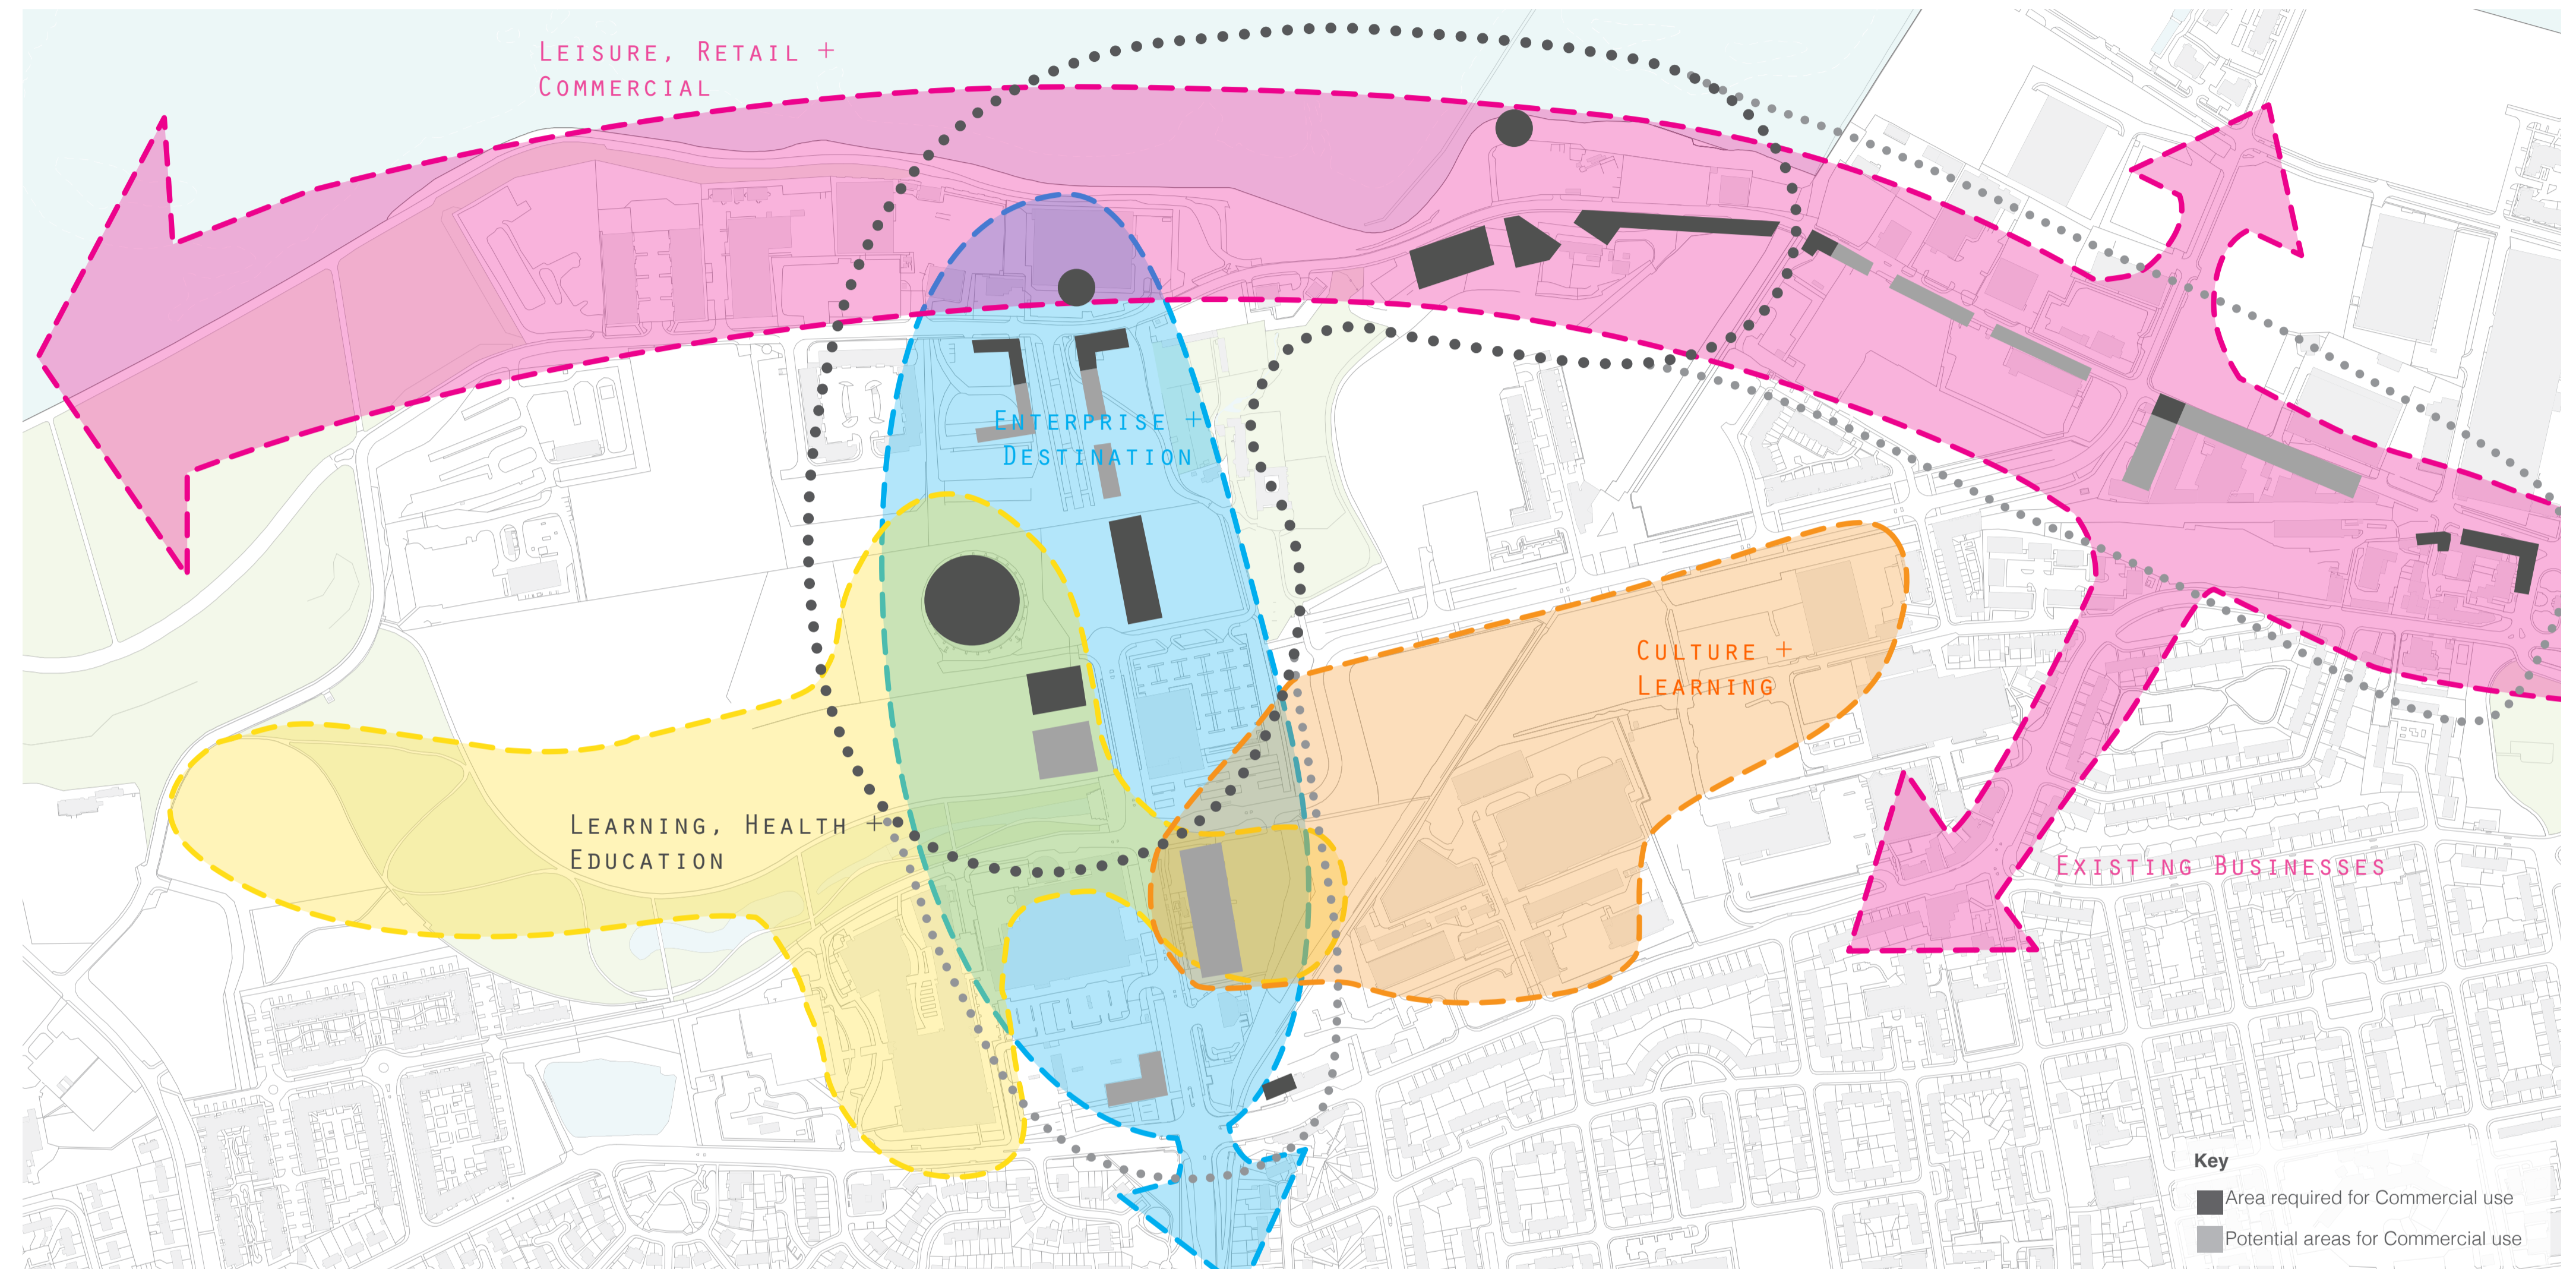 LEISURE, RETAIL +
COMMERCIAL
ENTERPRISE +
DESTINATION
CULTURE +
LEARNING
LEARNING, HEALTH +
EDUCATION
EXISTING BUSINESSES
Key
Area required for Commercial use
Potential areas for Commercial use